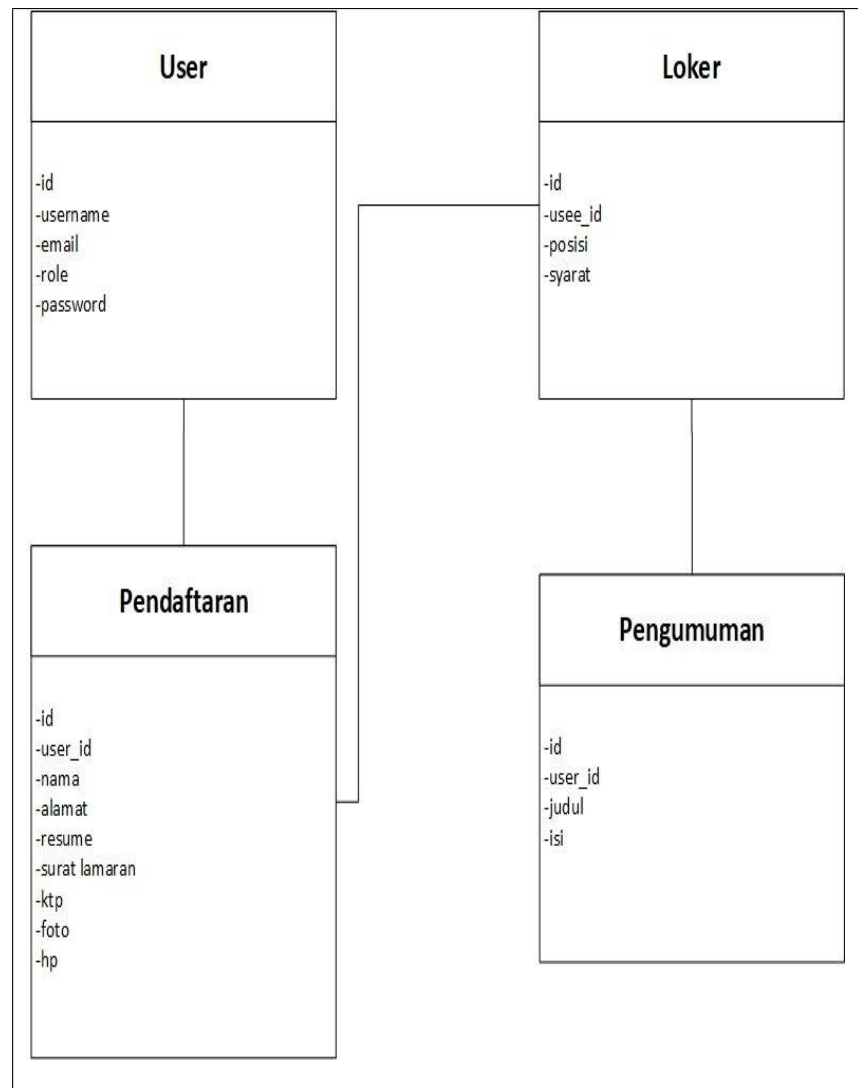 User
-id
-username
-email
-role
-password
Loker
-id
-usee_id
-posisi
-syarat
Pendaftaran
-id
-user_id
-nama
-alamat
-resume
-surat lamaran
-ktp
-foto
-hp
Pengumuman
-id
-user_id
-judul
-isi